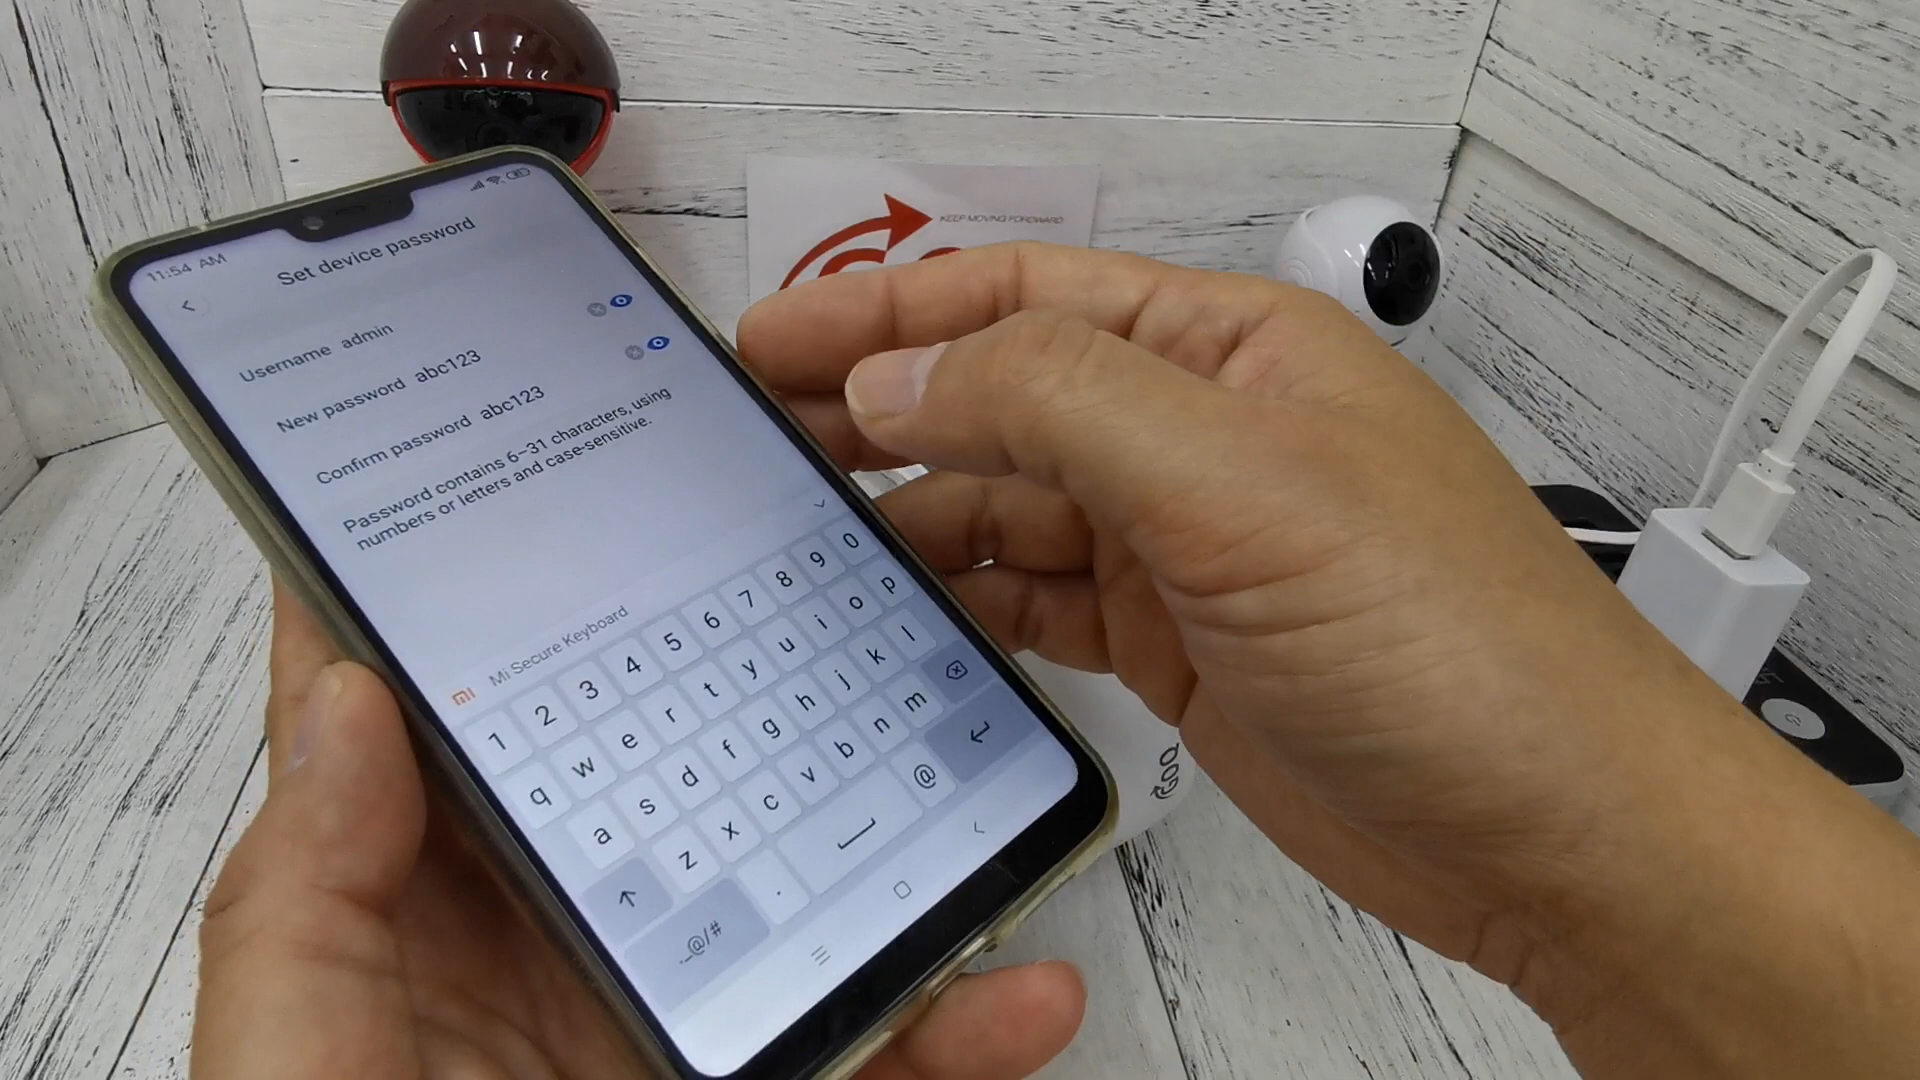 KEEP MOVING FORDWARD
11:54 AM
Set device password
Username admin
New password abc123
Confirm password abc123
Password contains 6-31 characters, using
numbers or letters and case-sensitive.
mi Mi Secure Keyboard
1 2 3 4 5 6 7 8 9 0
q w e r t y u i o p
a s d f g h j k l
z x c v b n m
._@/# . @